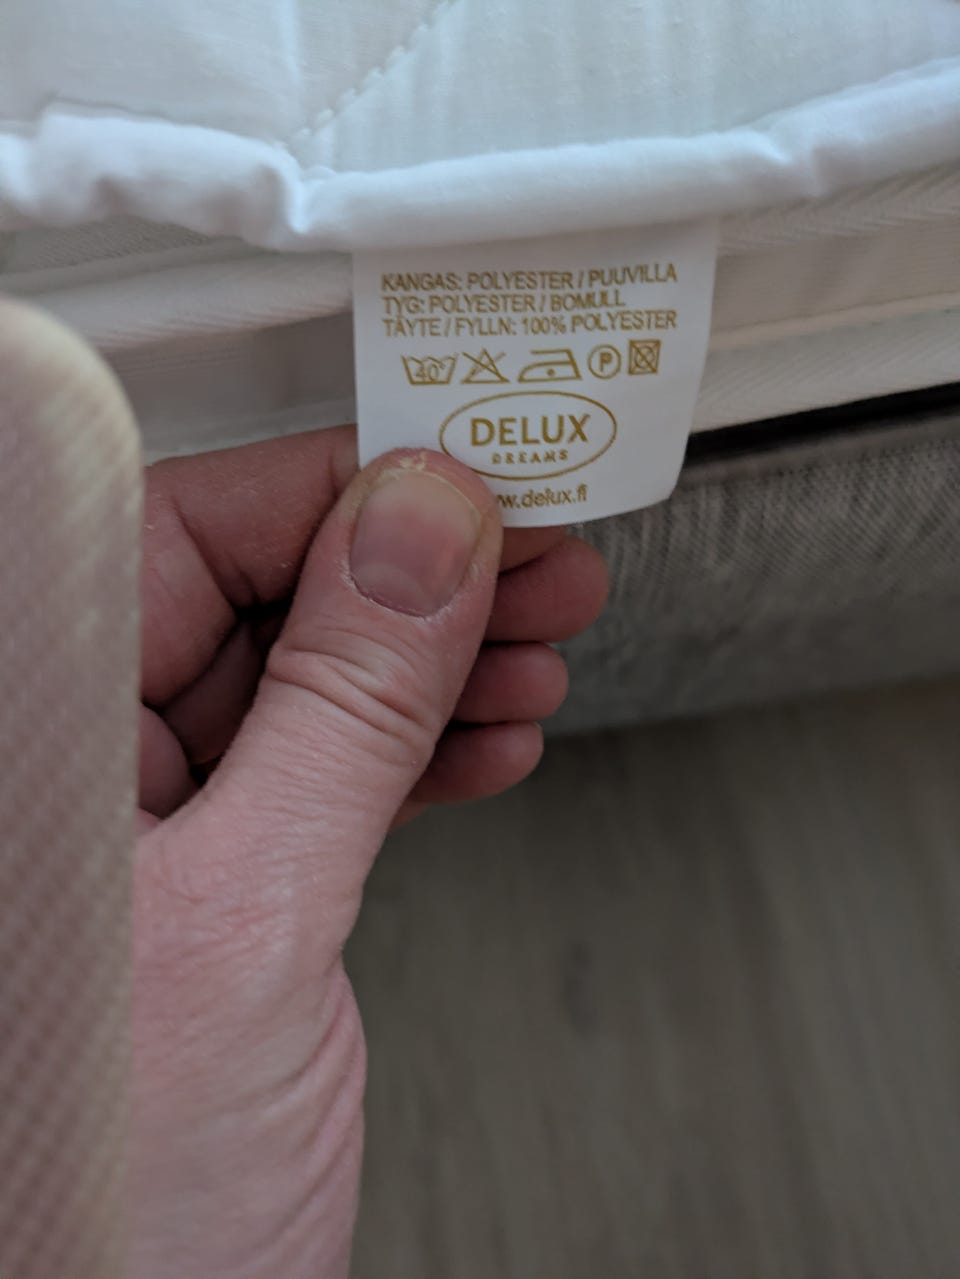 KANGAS: POLYESTER / PUUVILLA
TYG: POLYESTER / BOMULL
TÄYTE / FYLLN: 100% POLYESTER
40°
P
DELUX
DREAMS
w.delux.fi